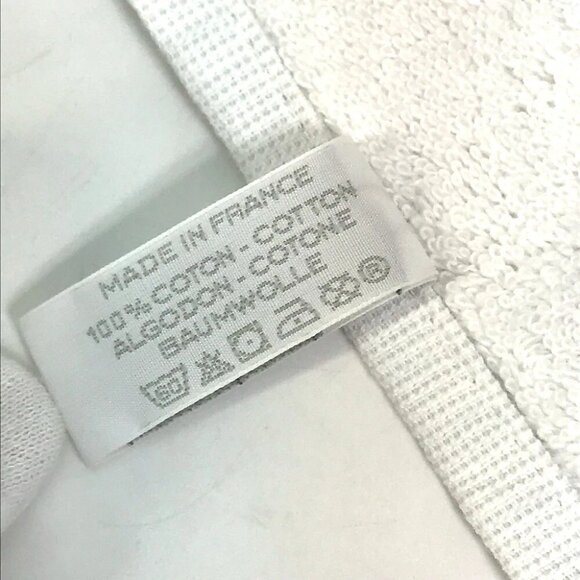 MADE IN FRANCE
100% COTON - COTTON
ALGODON - COTONE
BAUMWOLLE
60